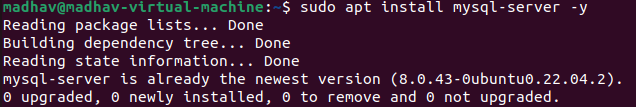 madhav@madhav-virtual-machine:~$ sudo apt install mysql-server -y
Reading package lists... Done
Building dependency tree... Done
Reading state information... Done
mysql-server is already the newest version (8.0.43-0ubuntu0.22.04.2).
0 upgraded, 0 newly installed, 0 to remove and 0 not upgraded.